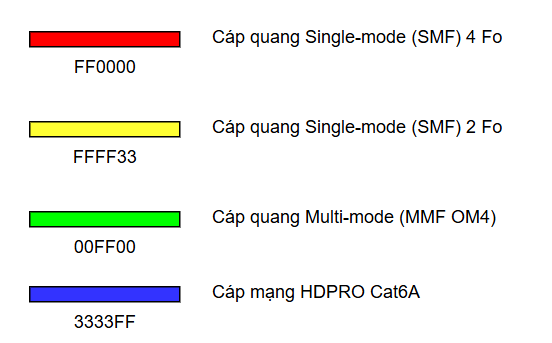 Cáp quang Single-mode (SMF) 4 Fo
FF0000
Cáp quang Single-mode (SMF) 2 Fo
FFFF33
Cáp quang Multi-mode (MMF OM4)
00FF00
Cáp mạng HDPRO Cat6A
3333FF